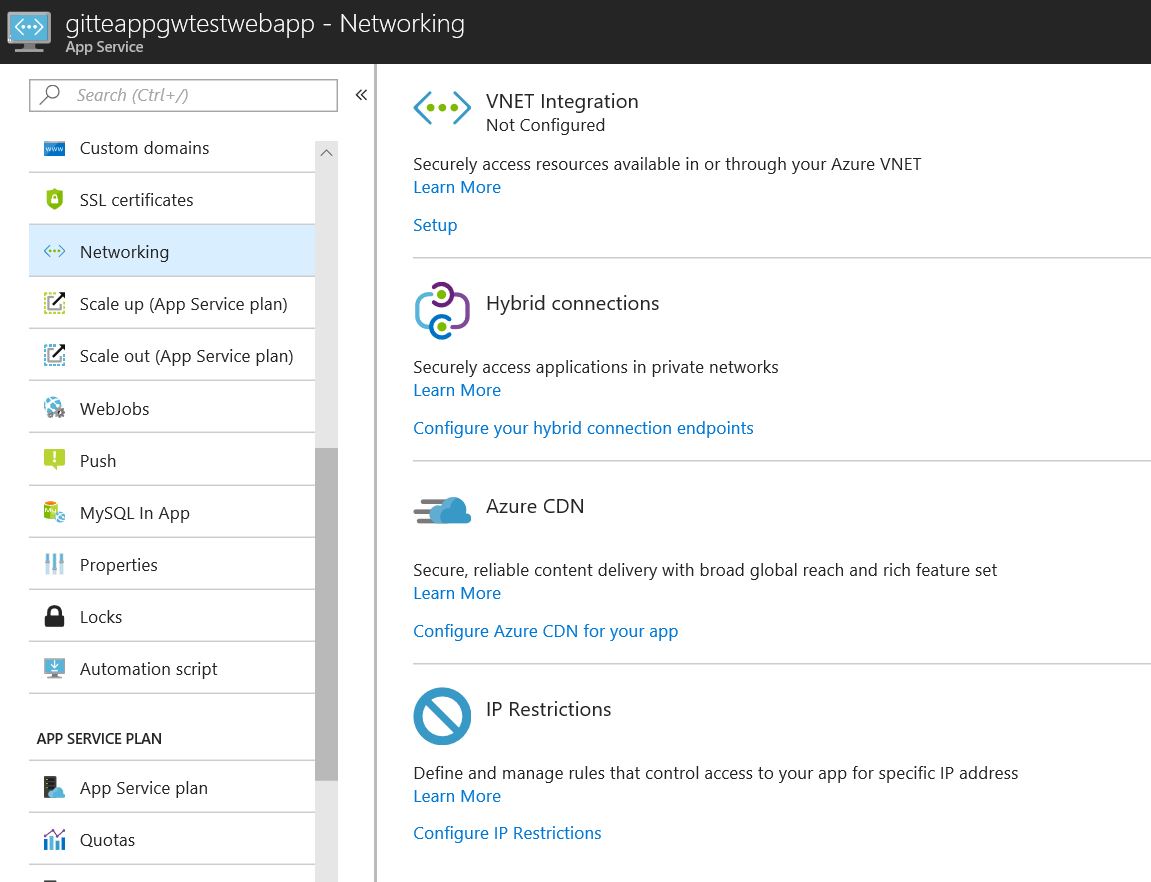 gitteappgwtestwebapp - Networking
App Service
Search (Ctrl+/)
«
Custom domains
SSL certificates
Networking
Scale up (App Service plan)
Scale out (App Service plan)
WebJobs
Push
MySQL In App
Properties
Locks
Automation script
APP SERVICE PLAN
App Service plan
Quotas
VNET Integration
Not Configured
Securely access resources available in or through your Azure VNET
Learn More
Setup
Hybrid connections
Securely access applications in private networks
Learn More
Configure your hybrid connection endpoints
Azure CDN
Secure, reliable content delivery with broad global reach and rich feature set
Learn More
Configure Azure CDN for your app
IP Restrictions
Define and manage rules that control access to your app for specific IP address
Learn More
Configure IP Restrictions